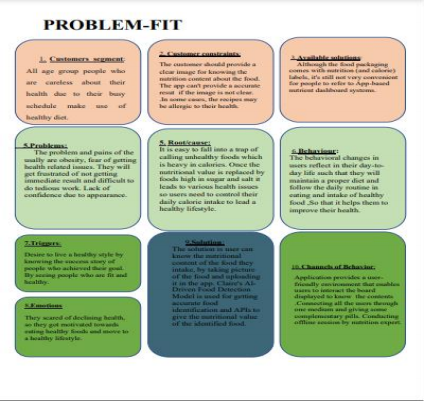 PROBLEM-FIT
1. Customers segment:
All age group people who
are careless about their
health due to their busy
schedule make use of
healthy diet.
2. Customer constraints:
The customer should provide a
clear image for knowing the
nutrition content about the food.
The app can't provide a accurate
result if the image is not clear.
.In some cases, the recipes may
be allergic to their health.
3. Available solutions
Although the food packaging
comes with nutrition (and calorie)
labels, it's still not very convenient
for people to refer to App-based
nutrient dashboard systems.
5.Problems:
The problem and pains of the
usually are obesity, fear of getting
health related issues. They will
get frustrated of not getting
immediate result and difficult to
do tedious work. Lack of
confidence due to appearance.
5. Root/cause:
It is easy to fall into a trap of
calling unhealthy foods which
is heavy in calories. Once the
nutritional value is replaced by
foods high in sugar and salt it
leads to various health issues
so users need to control their
daily calorie intake to lead a
healthy lifestyle.
6.Behaviour:
The behavioral changes in
users reflect in their day-to-
day life such that they will
maintain a proper diet and
follow the daily routine in
eating and intake of healthy
food ,So that it helps them to
improve their health.
7.Triggers:
Desire to live a healthy style by
knowing the success story of
people who achieved their goal.
By seeing people who are fit and
healthy.
8.Emotions
They scared of declining health,
so they get motivated towards
eating healthy foods and move to
a healthy lifestyle.
9.Solution:
The solution is user can
know the nutritional
content of the food they
intake, by taking picture
of the food and uploading
it in the app. Claire's AI-
Driven Food Detection
Model is used for getting
accurate food
identification and APIs to
give the nutritional value
of the identified food.
10. Channels of Behavior:
Application provides a user-
friendly environment that enables
users to interact the board
displayed to know the contents
.Connecting all the users through
one medium and giving some
complementary pills. Conducting
offline session by nutrition expert.